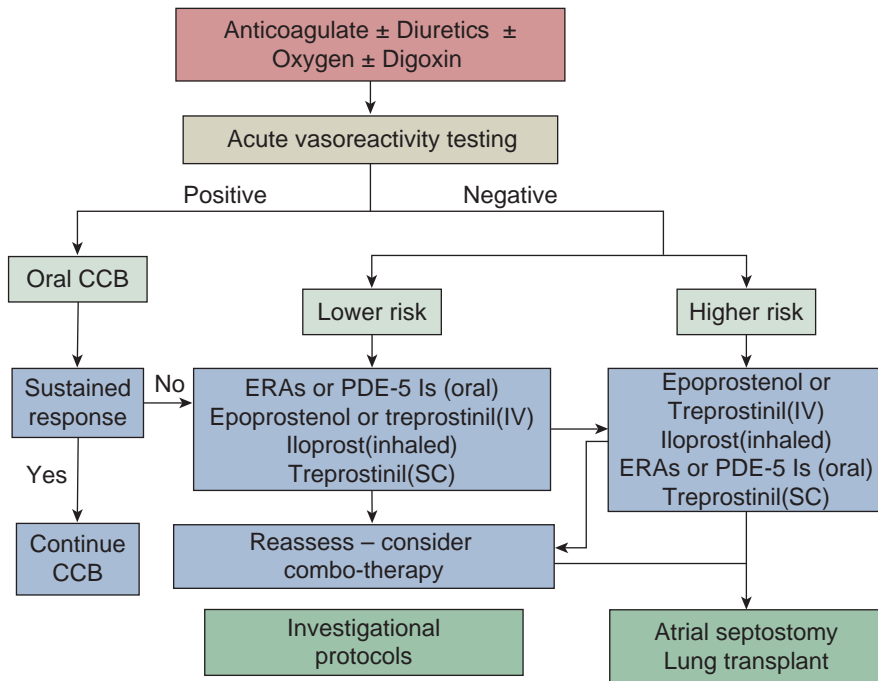 Anticoagulate ± Diuretics ±
Oxygen ± Digoxin
Acute vasoreactivity testing
Positive
Negative
Oral CCB
Lower risk
Higher risk
Sustained
response
No
ERAs or PDE-5 Is (oral)
Epoprostenol or treprostinil(IV)
Iloprost(inhaled)
Treprostinil(SC)
Epoprostenol or
Treprostinil(IV)
Iloprost(inhaled)
ERAs or PDE-5 Is (oral)
Treprostinil(SC)
Yes
Continue
CCB
Reassess – consider
combo-therapy
Investigational
protocols
Atrial septostomy
Lung transplant